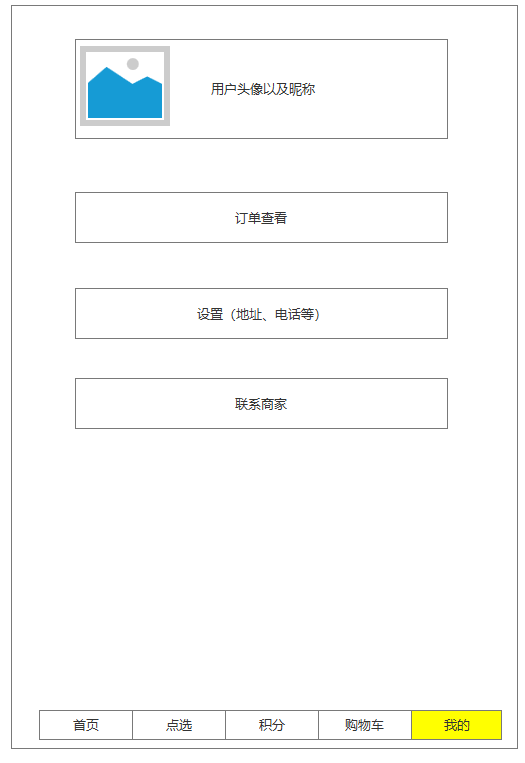 用户头像以及昵称
订单查看
设置（地址、电话等）
联系商家
首页 点选 积分 购物车 我的